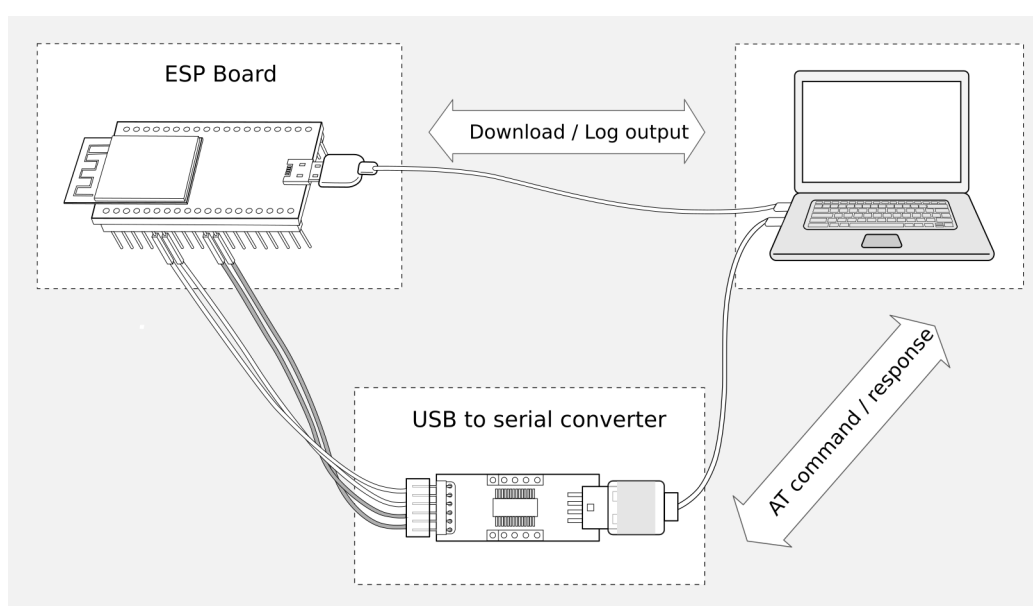 ESP Board
Download / Log output
USB to serial converter
AT command / response